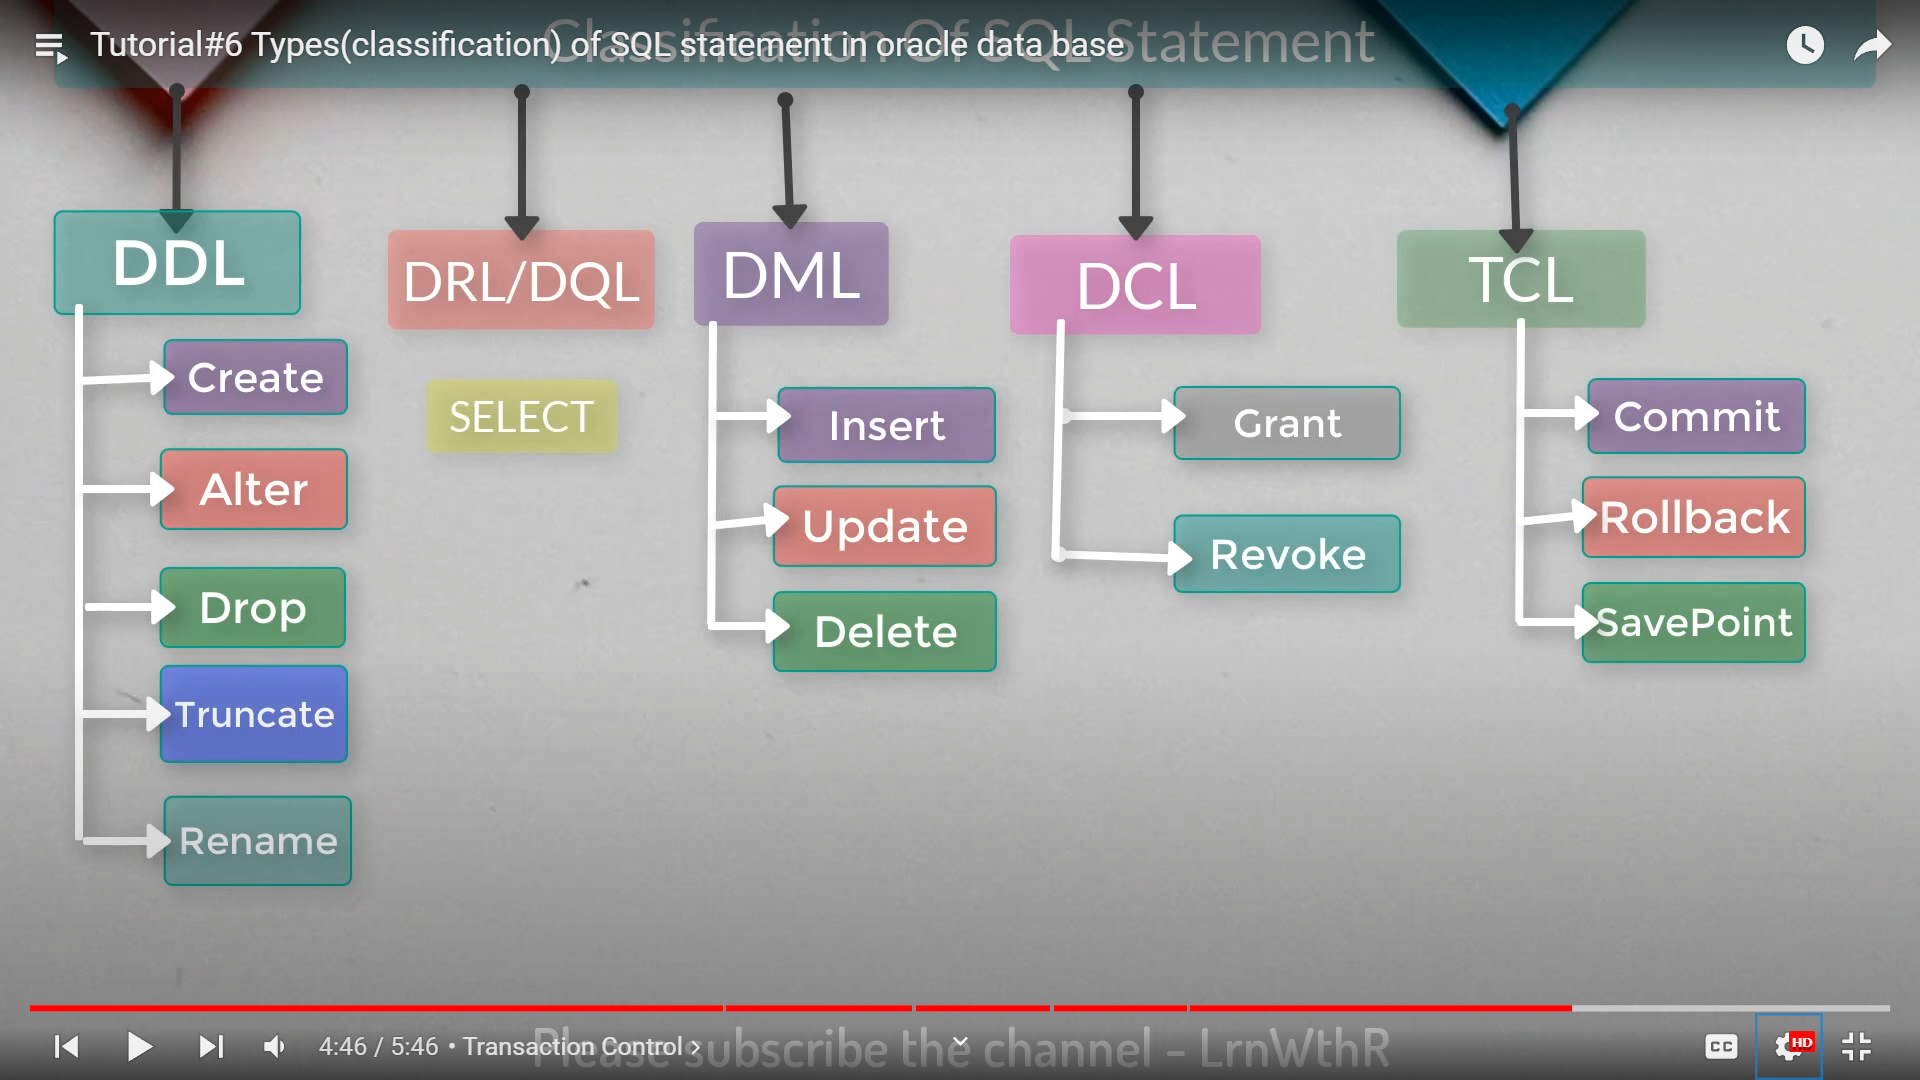 Classification Of SQL Statement
Tutorial#6 Types(classification) of SQL statement in oracle data base
DDL
Create
Alter
Drop
Truncate
Rename
DRL/DQL
SELECT
DML
Insert
Update
Delete
DCL
Grant
Revoke
TCL
Commit
Rollback
SavePoint
Please subscribe the channel – LrnWthR
4:46 / 5:46 • Transaction Control
CC
HD